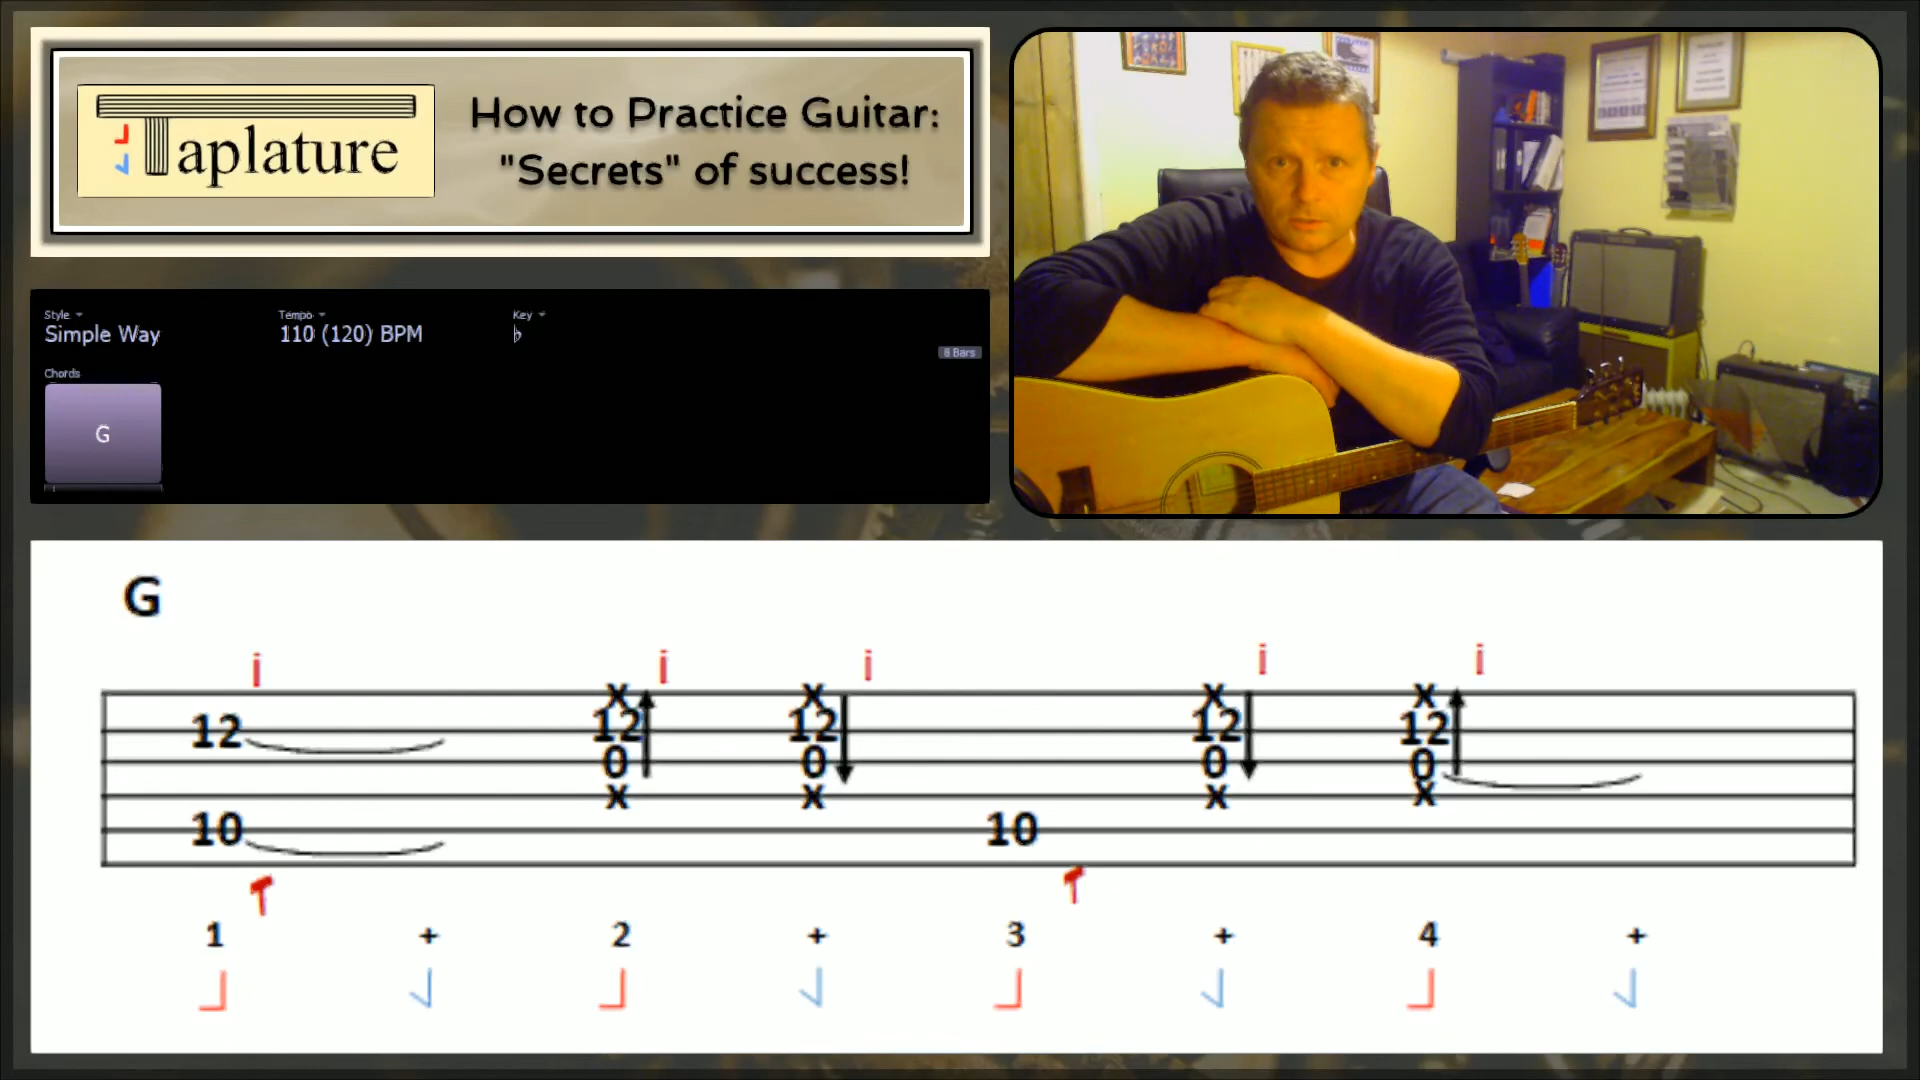 Taplature
How to Practice Guitar:
"Secrets" of success!
Style
Tempo
Key
Simple Way
110 (120) BPM
♭
8 Bars
Chords
G
G
i i i i i
x x x x
12 12 12 12 12
0 0 0 0
x x x x
10 10
T T
1 + 2 + 3 + 4 +